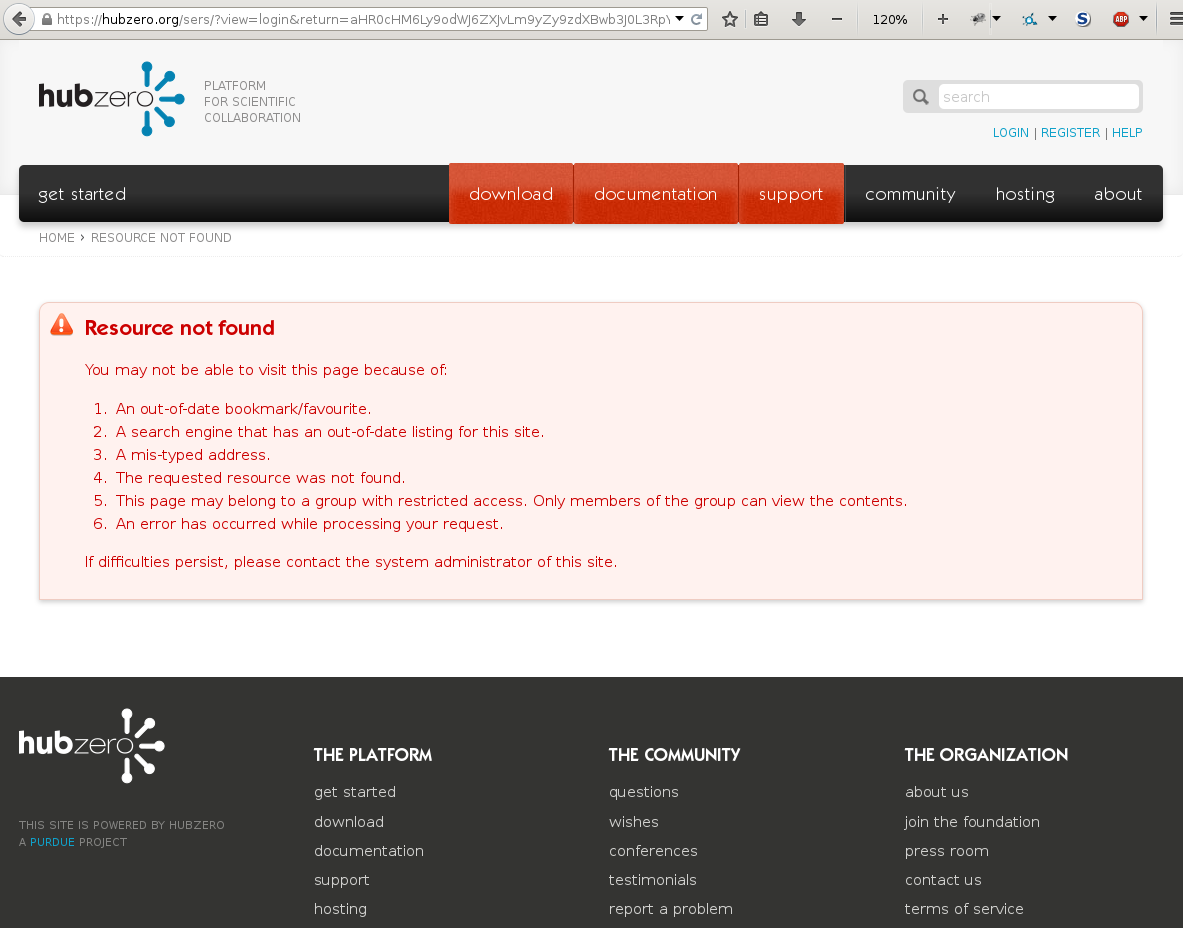 https://hubzero.org/sers/?view=login&return=aHR0cHM6Ly9odWJ6ZXJvLm9yZy9zdXBwb3J0L3RpY
120%
S
ABP
hubzero
PLATFORM
FOR SCIENTIFIC
COLLABORATION
search
LOGIN | REGISTER | HELP
get started download documentation support community hosting about
HOME › RESOURCE NOT FOUND
Resource not found
You may not be able to visit this page because of:
1. An out-of-date bookmark/favourite.
2. A search engine that has an out-of-date listing for this site.
3. A mis-typed address.
4. The requested resource was not found.
5. This page may belong to a group with restricted access. Only members of the group can view the contents.
6. An error has occurred while processing your request.
If difficulties persist, please contact the system administrator of this site.
hubzero
THIS SITE IS POWERED BY HUBZERO
A PURDUE PROJECT
THE PLATFORM
get started
download
documentation
support
hosting
THE COMMUNITY
questions
wishes
conferences
testimonials
report a problem
THE ORGANIZATION
about us
join the foundation
press room
contact us
terms of service